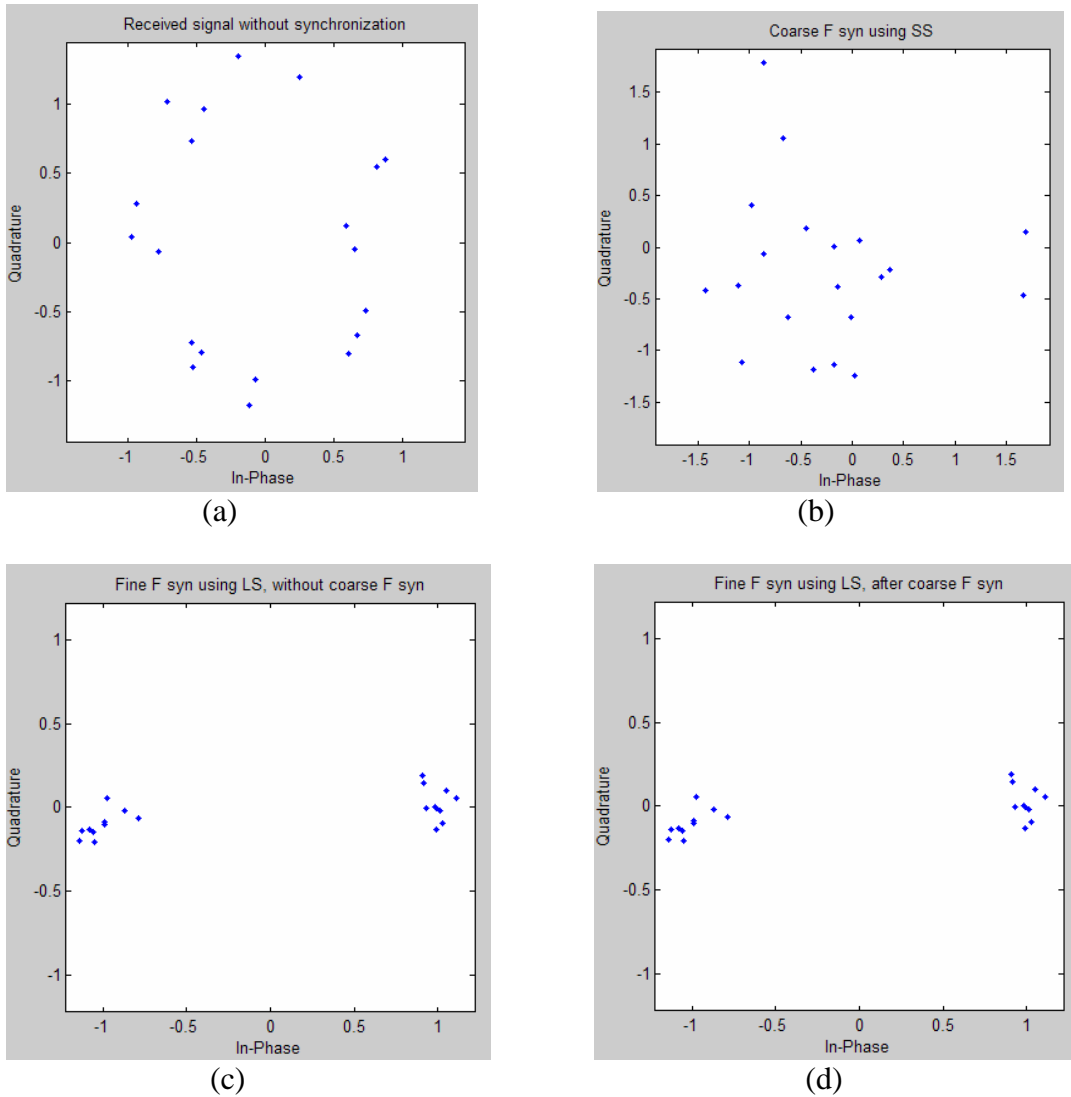 Received signal without synchronization
1
0.5
0
-0.5
-1
Quadrature
-1 -0.5 0 0.5 1
In-Phase
(a)
Coarse F syn using SS
1.5
1
0.5
0
-0.5
-1
-1.5
Quadrature
-1.5 -1 -0.5 0 0.5 1 1.5
In-Phase
(b)
Fine F syn using LS, without coarse F syn
1
0.5
0
-0.5
-1
Quadrature
-1 -0.5 0 0.5 1
In-Phase
(c)
Fine F syn using LS, after coarse F syn
1
0.5
0
-0.5
-1
Quadrature
-1 -0.5 0 0.5 1
In-Phase
(d)